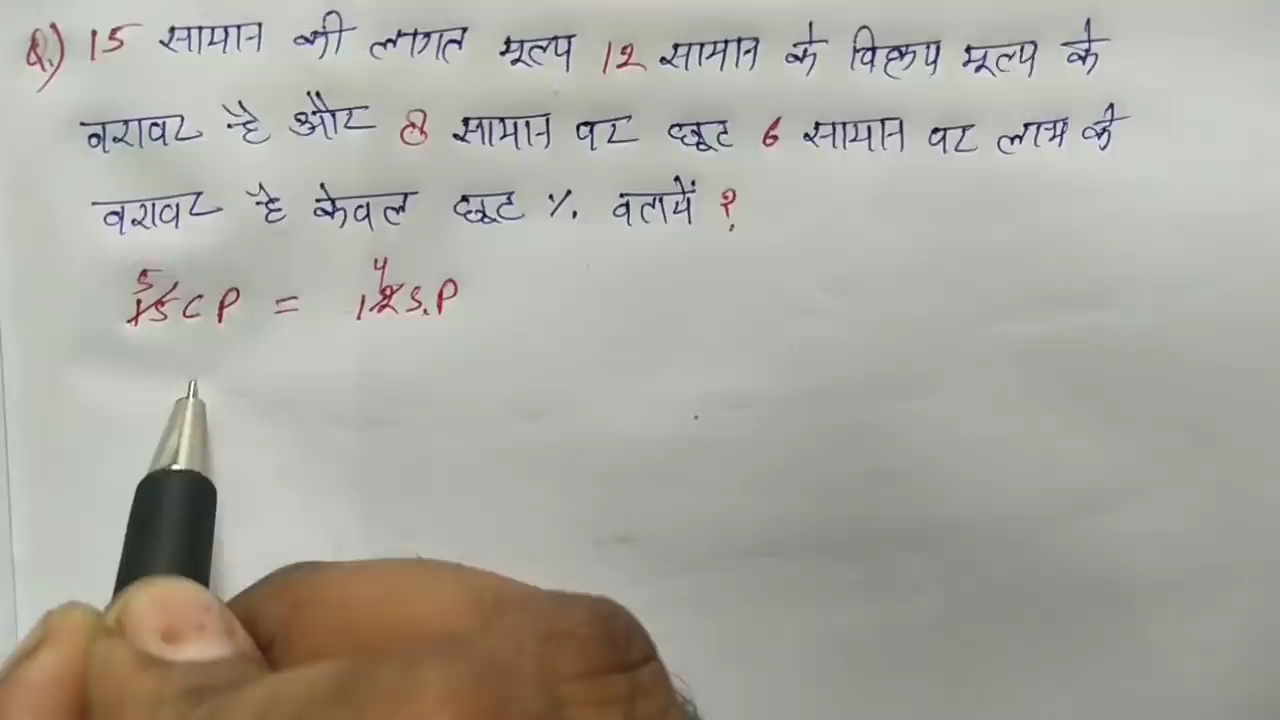 Q.) 15 सामान की लागत मूल्य 12 सामान के विक्रय मूल्य के
बराबर है और 8 सामान पर छूट 6 सामान पर लाभ के
बराबर है केवल छूट % बतायें ?
5 4
15 C P = 12 S.P